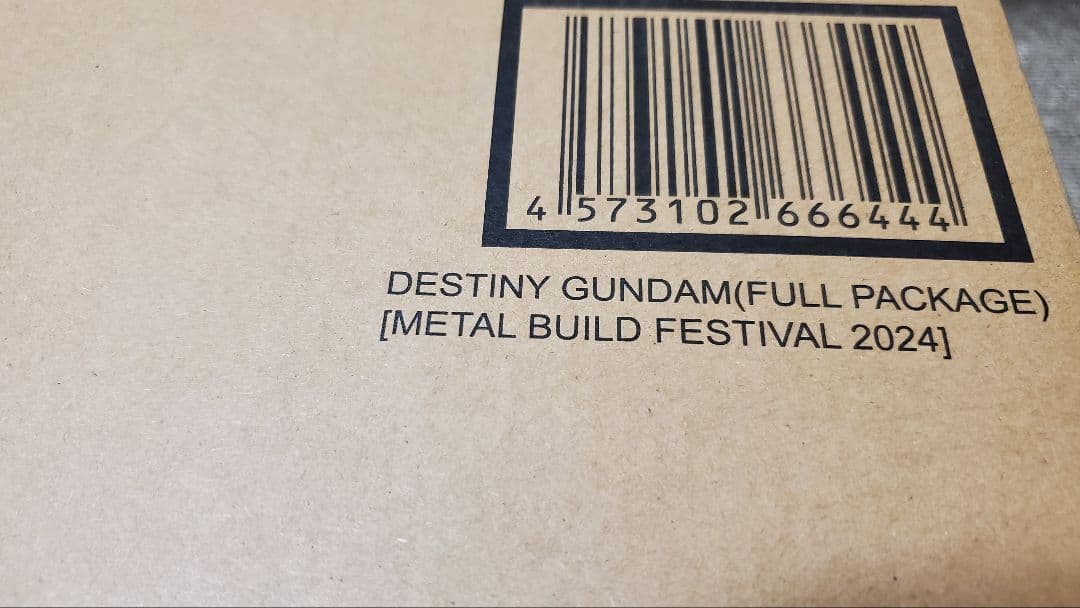 4 573102 666444
DESTINY GUNDAM(FULL PACKAGE)
[METAL BUILD FESTIVAL 2024]